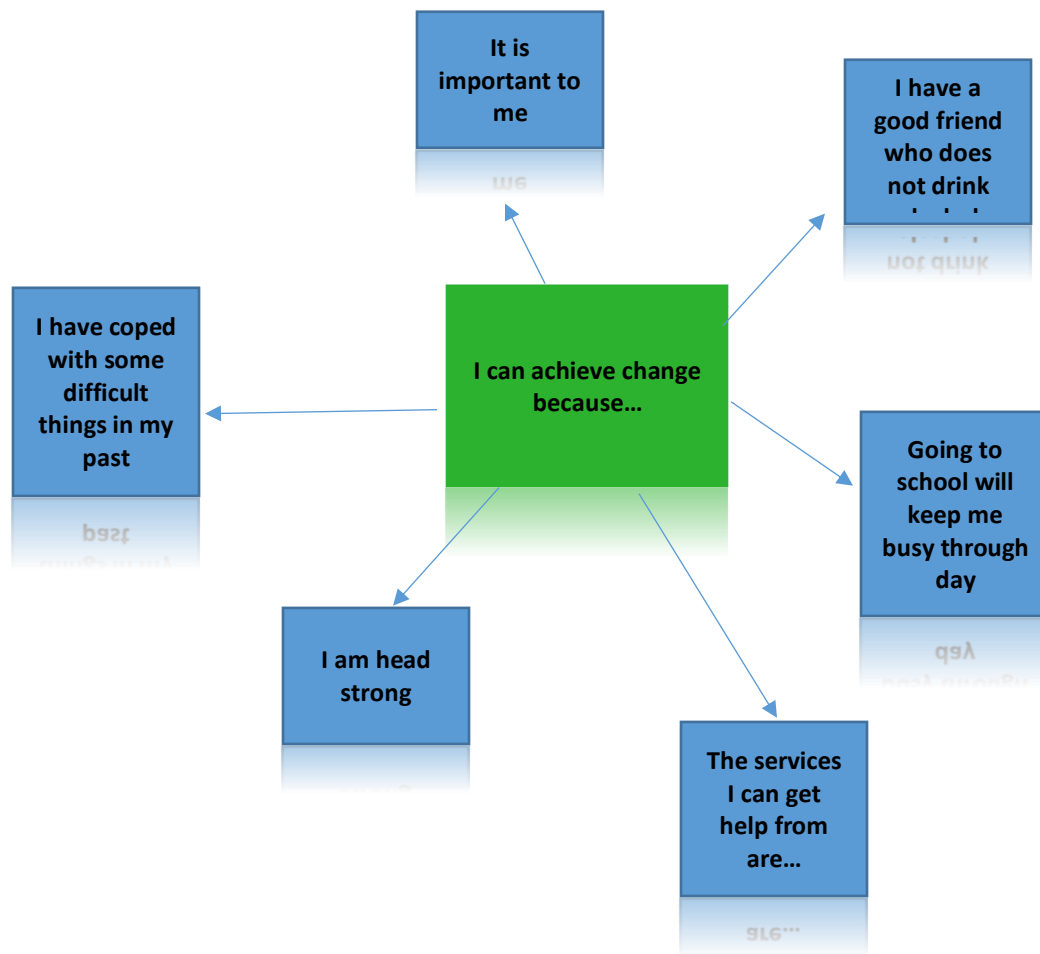 It is
important to
me
I have a
good friend
who does
not drink
I can achieve change
because…
I have coped
with some
difficult
things in my
past
Going to
school will
keep me
busy through
day
I am head
strong
The services
I can get
help from
are…